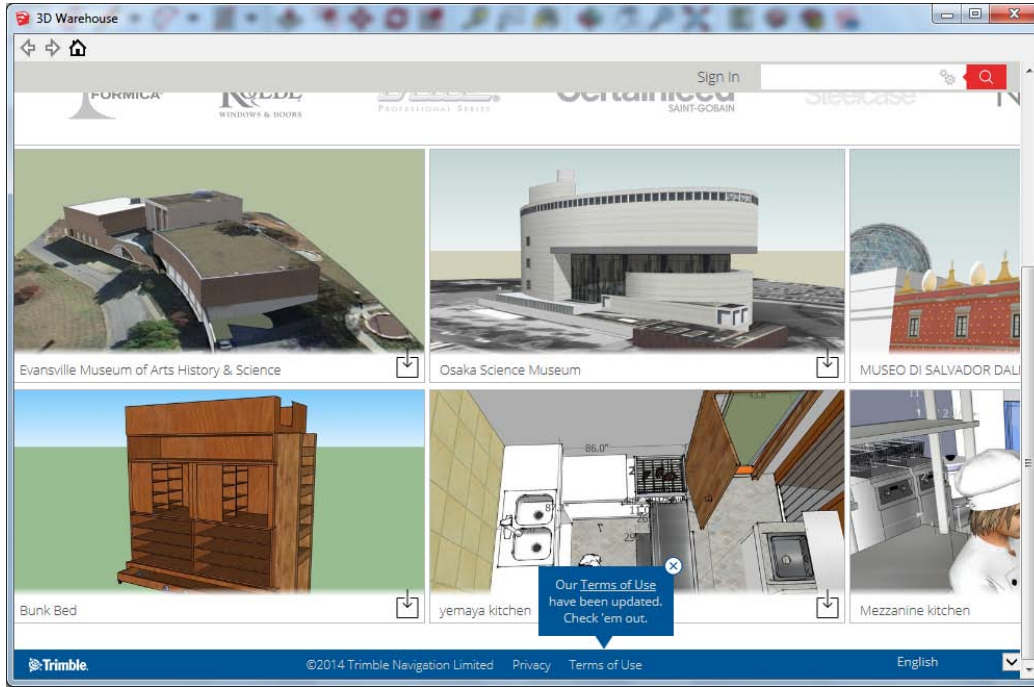 3D Warehouse
Sign In
FORMICA
WINDOWS & DOORS
PROFESSIONAL SERIES
CertainTeed
SAINT-GOBAIN
Steelcase
Evansville Museum of Arts History & Science
Osaka Science Museum
MUSEO DI SALVADOR DALI
86.0"
Bunk Bed
yemaya kitchen
Mezzanine kitchen
Our Terms of Use
have been updated.
Check 'em out.
Trimble.
©2014 Trimble Navigation Limited
Privacy
Terms of Use
English